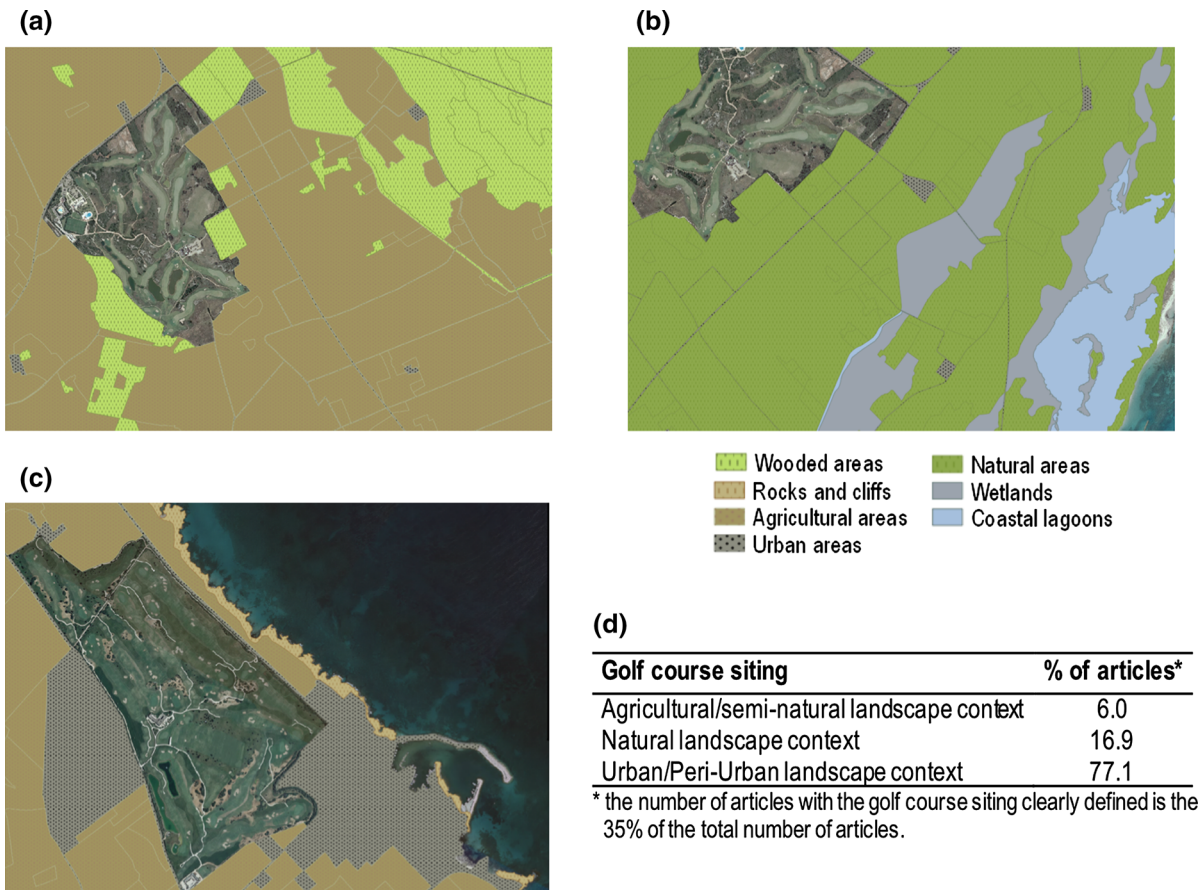 (a)
(b)
Wooded areas
Rocks and cliffs
Agricultural areas
Urban areas
Natural areas
Wetlands
Coastal lagoons
(c)
(d)
Golf course siting % of articles*
Agricultural/semi-natural landscape context 6.0
Natural landscape context 16.9
Urban/Peri-Urban landscape context 77.1
* the number of articles with the golf course siting clearly defined is the
35% of the total number of articles.